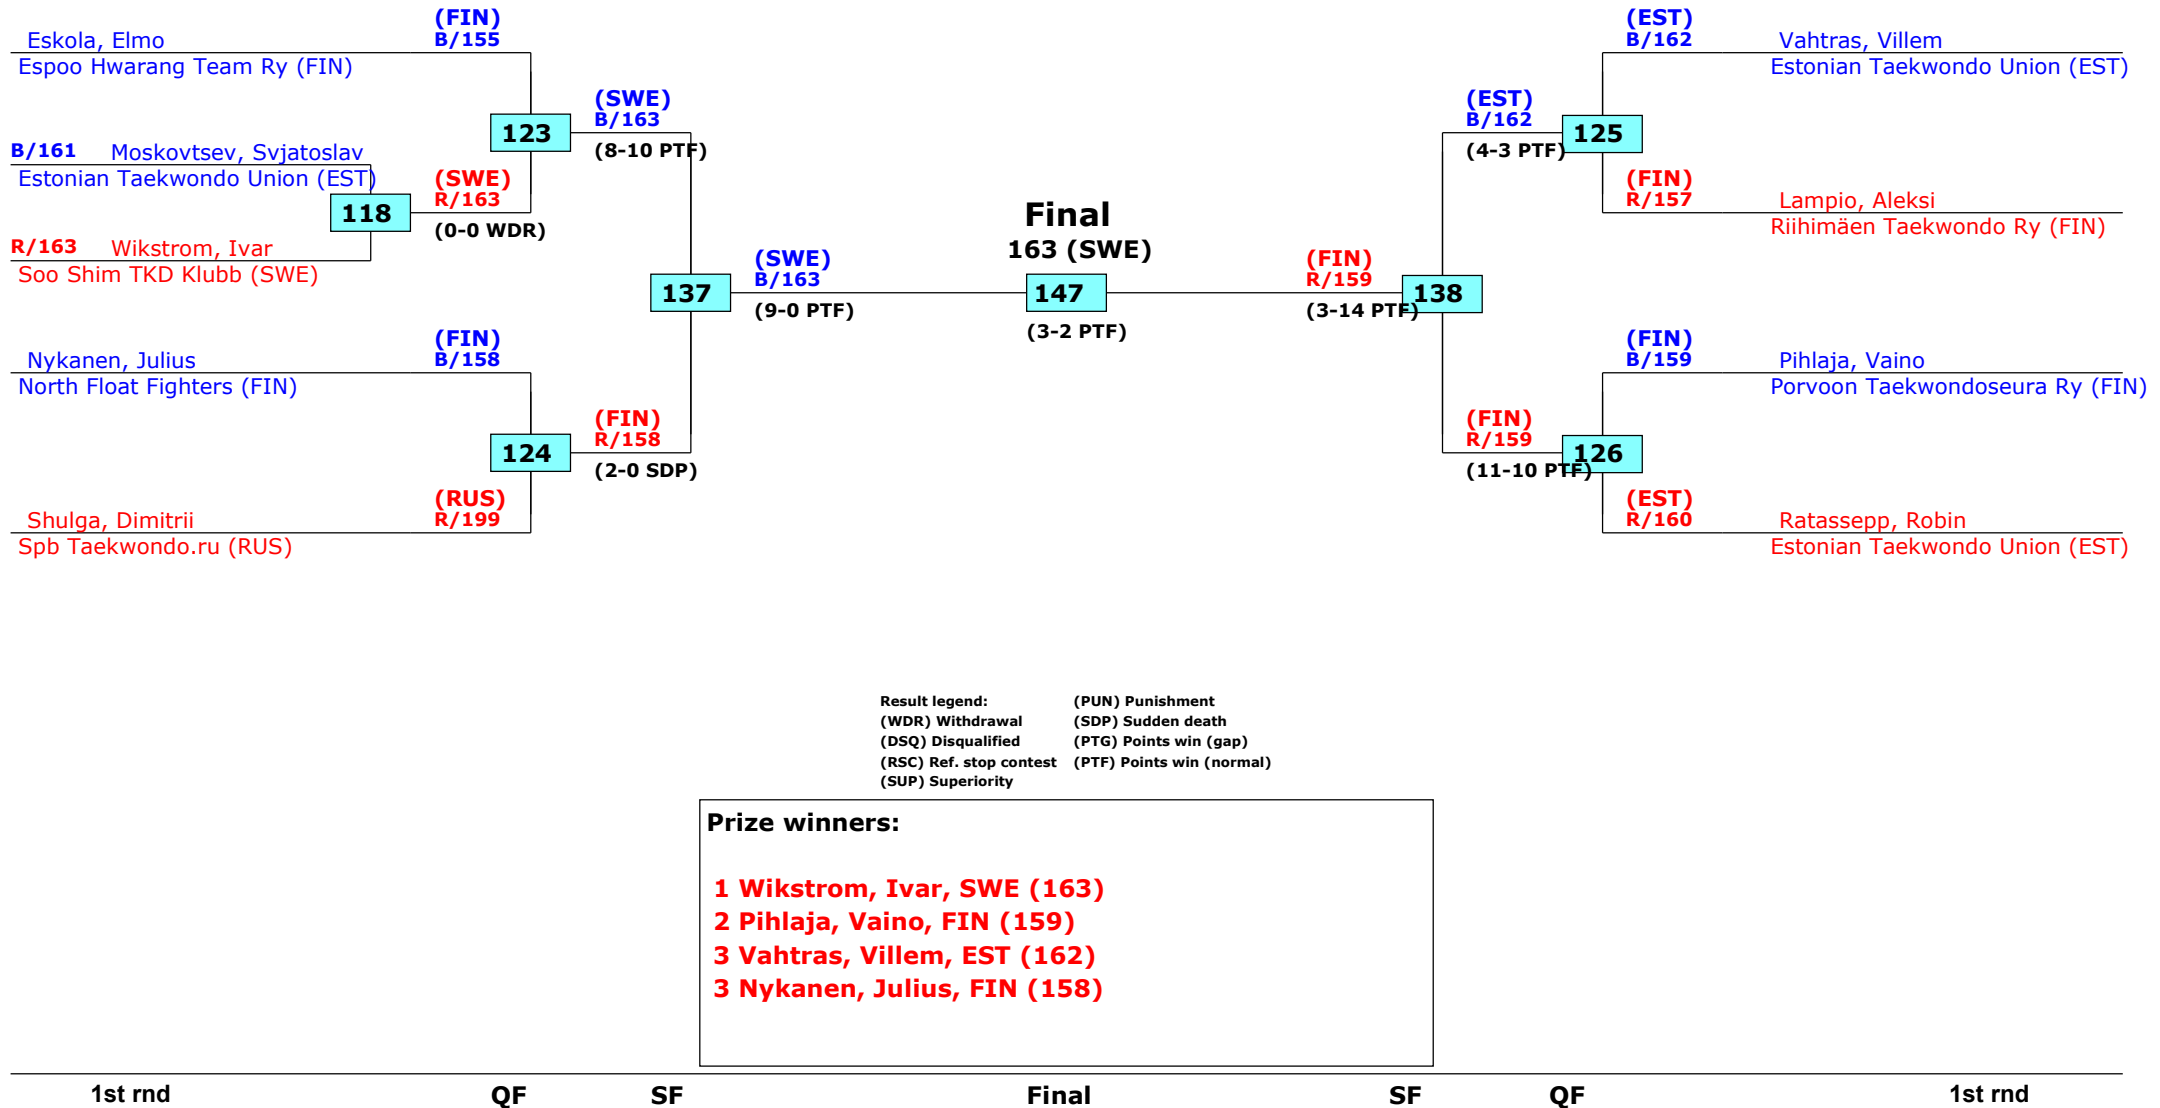 (FIN)
B/155
Eskola, Elmo
Espoo Hwarang Team Ry (FIN)
B/161 Moskovtsev, Svjatoslav
Estonian Taekwondo Union (EST)
R/163 Wikstrom, Ivar
Soo Shim TKD Klubb (SWE)
118
(SWE)
R/163
(0-0 WDR)
123
(SWE)
B/163
(8-10 PTF)
(FIN)
B/158
Nykanen, Julius
North Float Fighters (FIN)
(RUS)
R/199
Shulga, Dimitrii
Spb Taekwondo.ru (RUS)
124
(FIN)
R/158
(2-0 SDP)
137
(SWE)
B/163
(9-0 PTF)
Final
163 (SWE)
147
(3-2 PTF)
(FIN)
R/159
(3-14 PTF)
138
(EST)
B/162
(4-3 PTF)
125
(EST)
B/162
Vahtras, Villem
Estonian Taekwondo Union (EST)
(FIN)
R/157
Lampio, Aleksi
Riihimäen Taekwondo Ry (FIN)
(FIN)
R/159
(11-10 PTF)
126
(FIN)
B/159
Pihlaja, Vaino
Porvoon Taekwondoseura Ry (FIN)
(EST)
R/160
Ratassepp, Robin
Estonian Taekwondo Union (EST)
Result legend: (PUN) Punishment
(WDR) Withdrawal (SDP) Sudden death
(DSQ) Disqualified (PTG) Points win (gap)
(RSC) Ref. stop contest (PTF) Points win (normal)
(SUP) Superiority
Prize winners:
1 Wikstrom, Ivar, SWE (163)
2 Pihlaja, Vaino, FIN (159)
3 Vahtras, Villem, EST (162)
3 Nykanen, Julius, FIN (158)
1st rnd QF SF Final SF QF 1st rnd